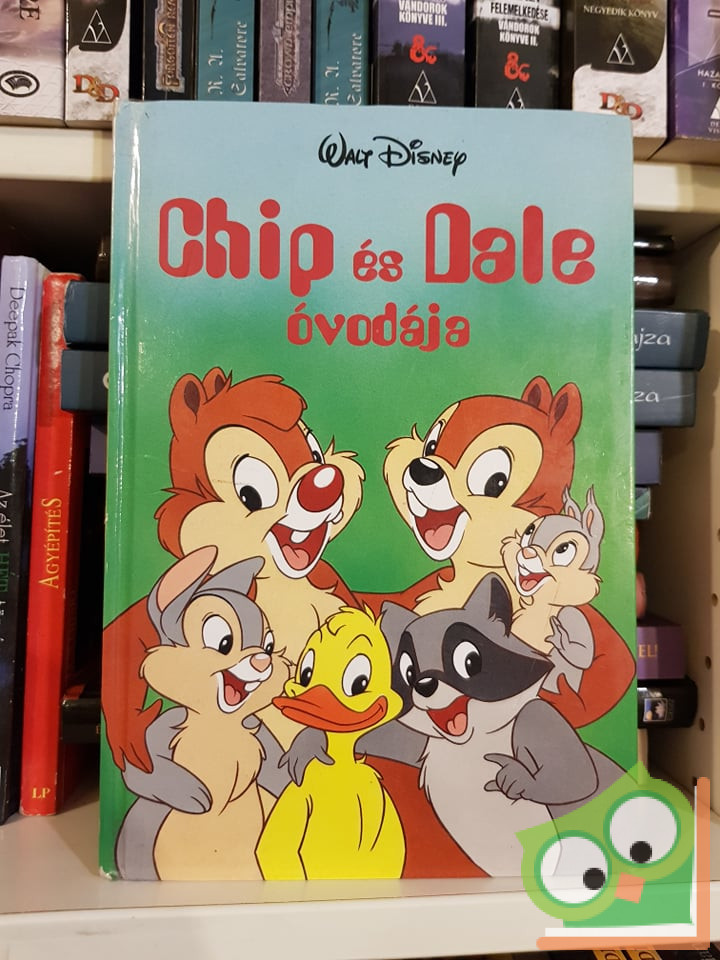 VÁNDOROK
KÖNYVE III.
FELEMELKEDÉSE
VÁNDOROK
KÖNYVE II.
NEGYEDIK KÖNYV
D&D
R. A.
Salvatore
R. A.
Salvatore
D&D
WALT DISNEY
Chip és Dale
óvodája
Deepak Chopra
Az élet
AGYÉPÍTÉS
LP